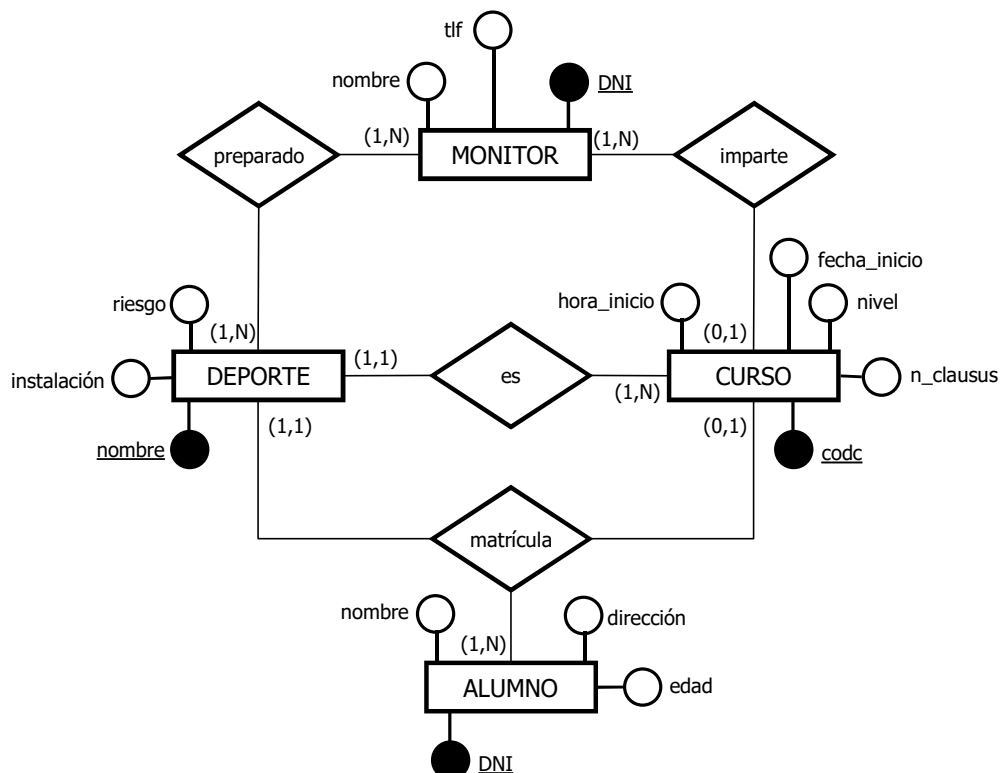 tlf
nombre
DNI
(1,N)
(1,N)
preparado
MONITOR
imparte
fecha_inicio
riesgo
hora_inicio
nivel
(1,N)
(0,1)
(1,1)
instalación
DEPORTE
es
CURSO
n_clausus
(1,N)
(1,1)
(0,1)
nombre
codc
matrícula
nombre
dirección
(1,N)
ALUMNO
edad
DNI